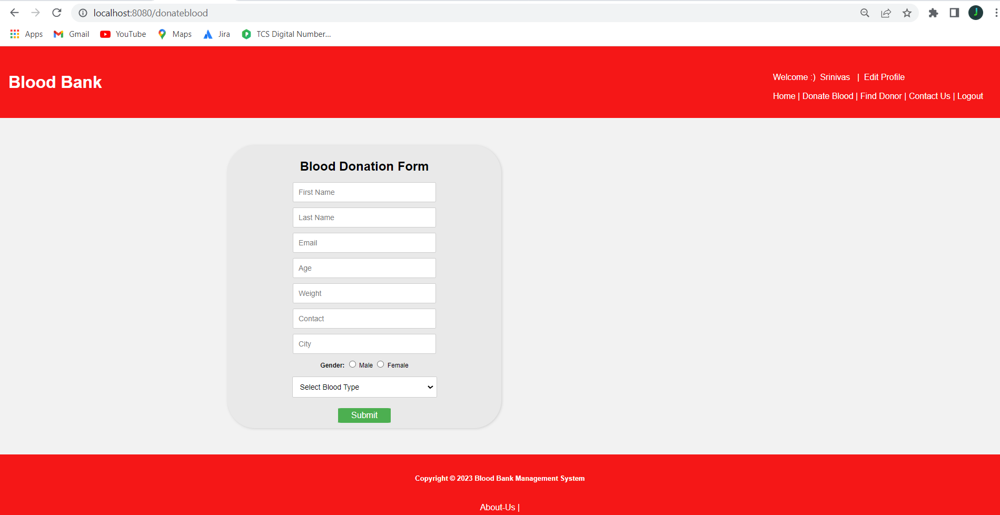 localhost:8080/donateblood
Apps Gmail YouTube Maps Jira TCS Digital Number...
Blood Bank
Welcome :) Srinivas | Edit Profile
Home | Donate Blood | Find Donor | Contact Us | Logout
Blood Donation Form
First Name
Last Name
Email
Age
Weight
Contact
City
Gender: Male Female
Select Blood Type
Submit
Copyright © 2023 Blood Bank Management System
About-Us |